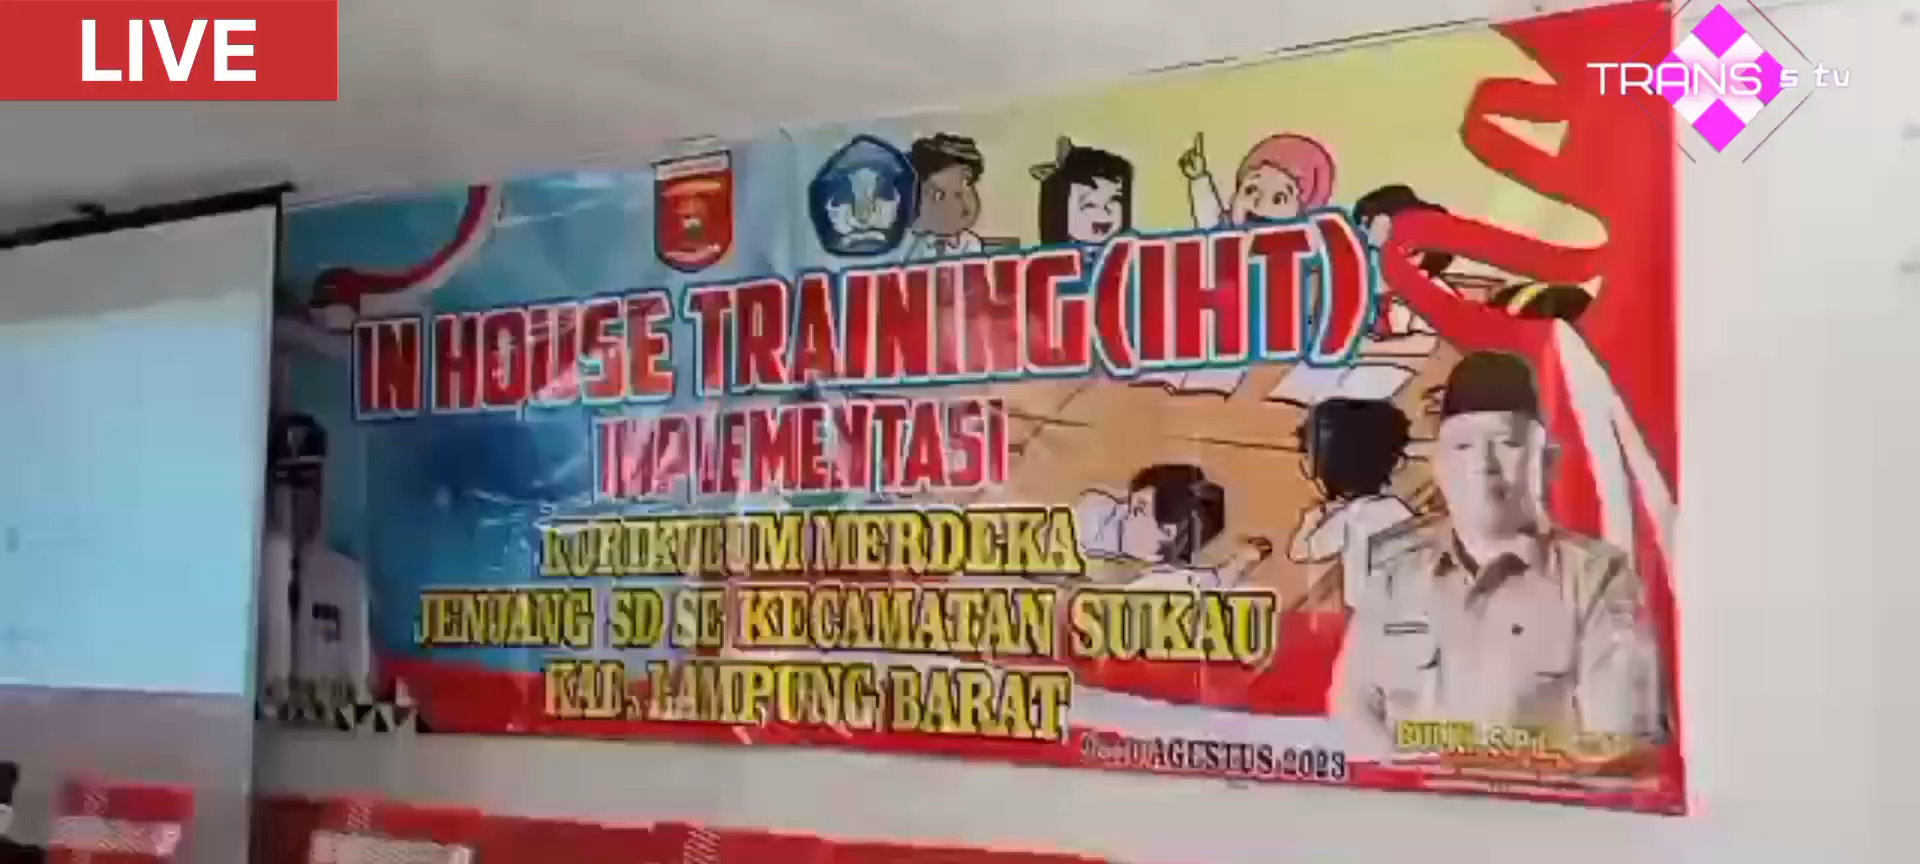 LIVE
TRANS s tv
IN HOUSE TRAINING (IHT)
IMPLEMENTASI
KURIKULUM MERDEKA
JENJANG SD SE KECAMATAN SUKAU
KAB. LAMPUNG BARAT
AGUSTUS 2023